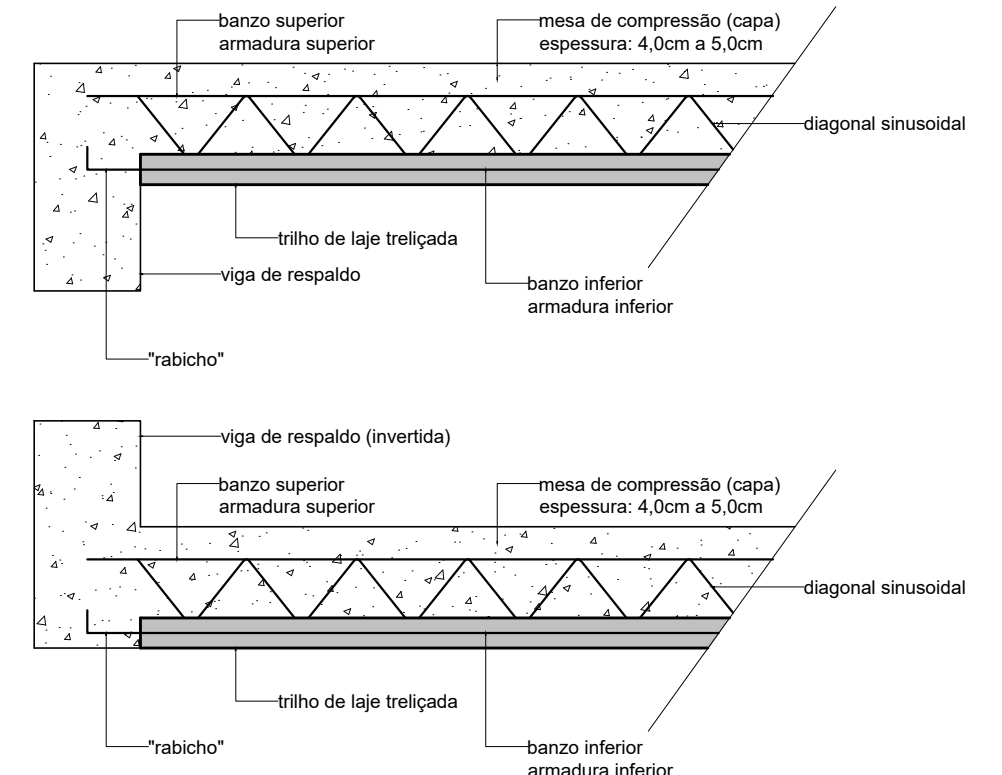 banzo superior
armadura superior
mesa de compressão (capa)
espessura: 4,0cm a 5,0cm
diagonal sinusoidal
trilho de laje treliçada
viga de respaldo
banzo inferior
armadura inferior
"rabicho"
viga de respaldo (invertida)
banzo superior
armadura superior
mesa de compressão (capa)
espessura: 4,0cm a 5,0cm
diagonal sinusoidal
trilho de laje treliçada
"rabicho"
banzo inferior
armadura inferior